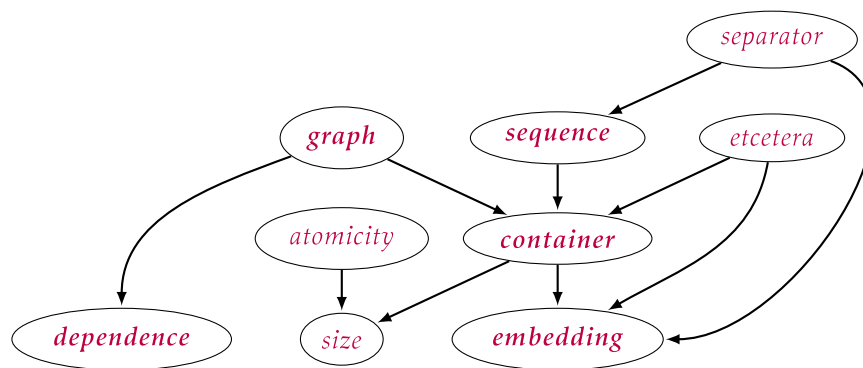 separator
graph
sequence
etcetera
atomicity
container
dependence
size
embedding